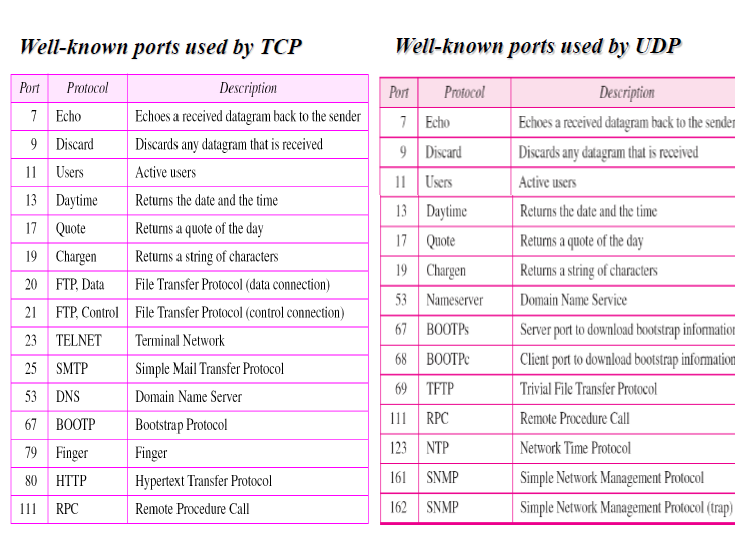 Well-known ports used by TCP
Port Protocol Description
7 Echo Echoes a received datagram back to the sender
9 Discard Discards any datagram that is received
11 Users Active users
13 Daytime Returns the date and the time
17 Quote Returns a quote of the day
19 Chargen Returns a string of characters
20 FTP, Data File Transfer Protocol (data connection)
21 FTP, Control File Transfer Protocol (control connection)
23 TELNET Terminal Network
25 SMTP Simple Mail Transfer Protocol
53 DNS Domain Name Server
67 BOOTP Bootstrap Protocol
79 Finger Finger
80 HTTP Hypertext Transfer Protocol
111 RPC Remote Procedure Call
Well-known ports used by UDP
Port Protocol Description
7 Echo Echoes a received datagram back to the sender
9 Discard Discards any datagram that is received
11 Users Active users
13 Daytime Returns the date and the time
17 Quote Returns a quote of the day
19 Chargen Returns a string of characters
53 Nameserver Domain Name Service
67 BOOTPs Server port to download bootstrap information
68 BOOTPc Client port to download bootstrap information
69 TFTP Trivial File Transfer Protocol
111 RPC Remote Procedure Call
123 NTP Network Time Protocol
161 SNMP Simple Network Management Protocol
162 SNMP Simple Network Management Protocol (trap)